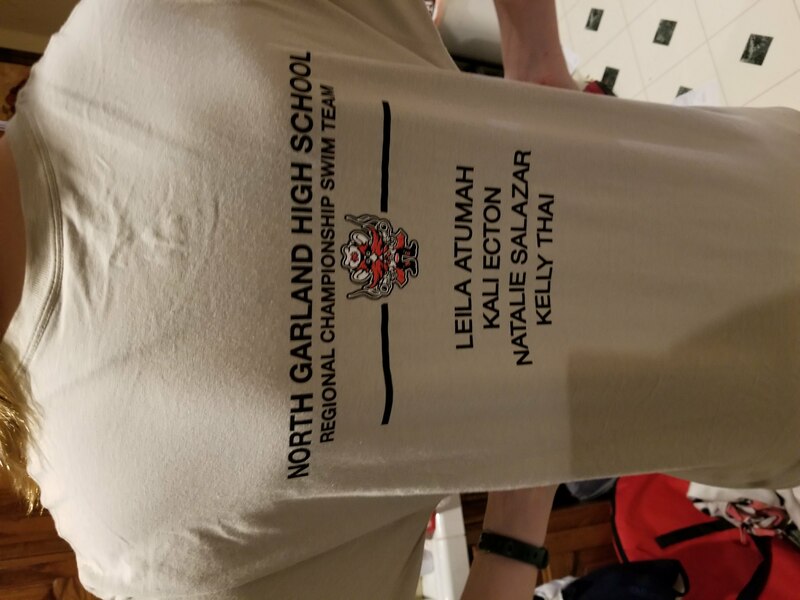 NORTH GARLAND HIGH SCHOOL
REGIONAL CHAMPIONSHIP SWIM TEAM
LEILA ATUMAH
KALI ECTON
NATALIE SALAZAR
KELLY THAI